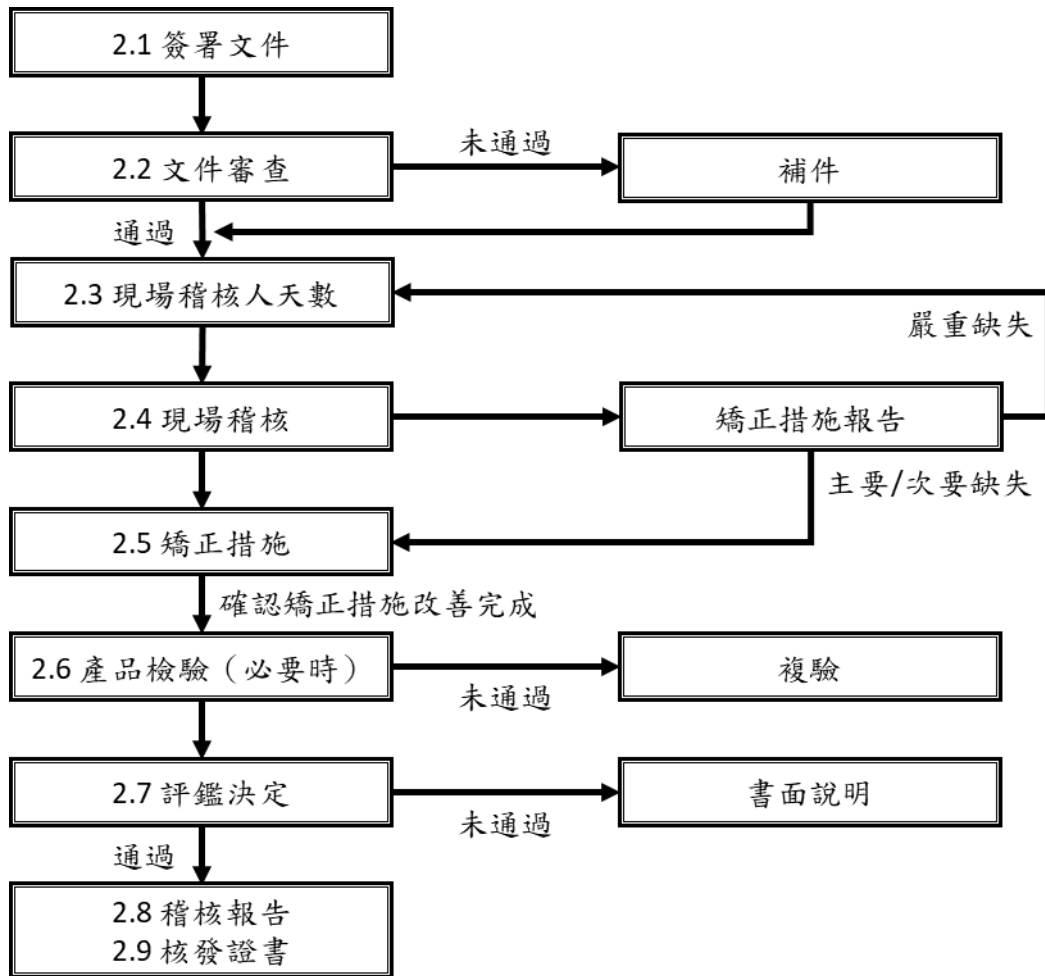 2.1 簽署文件
2.2 文件審查
未通過
補件
通過
2.3 現場稽核人天數
嚴重缺失
2.4 現場稽核
矯正措施報告
主要/次要缺失
2.5 矯正措施
確認矯正措施改善完成
2.6 產品檢驗（必要時）
未通過
複驗
2.7 評鑑決定
未通過
書面說明
通過
2.8 稽核報告
2.9 核發證書